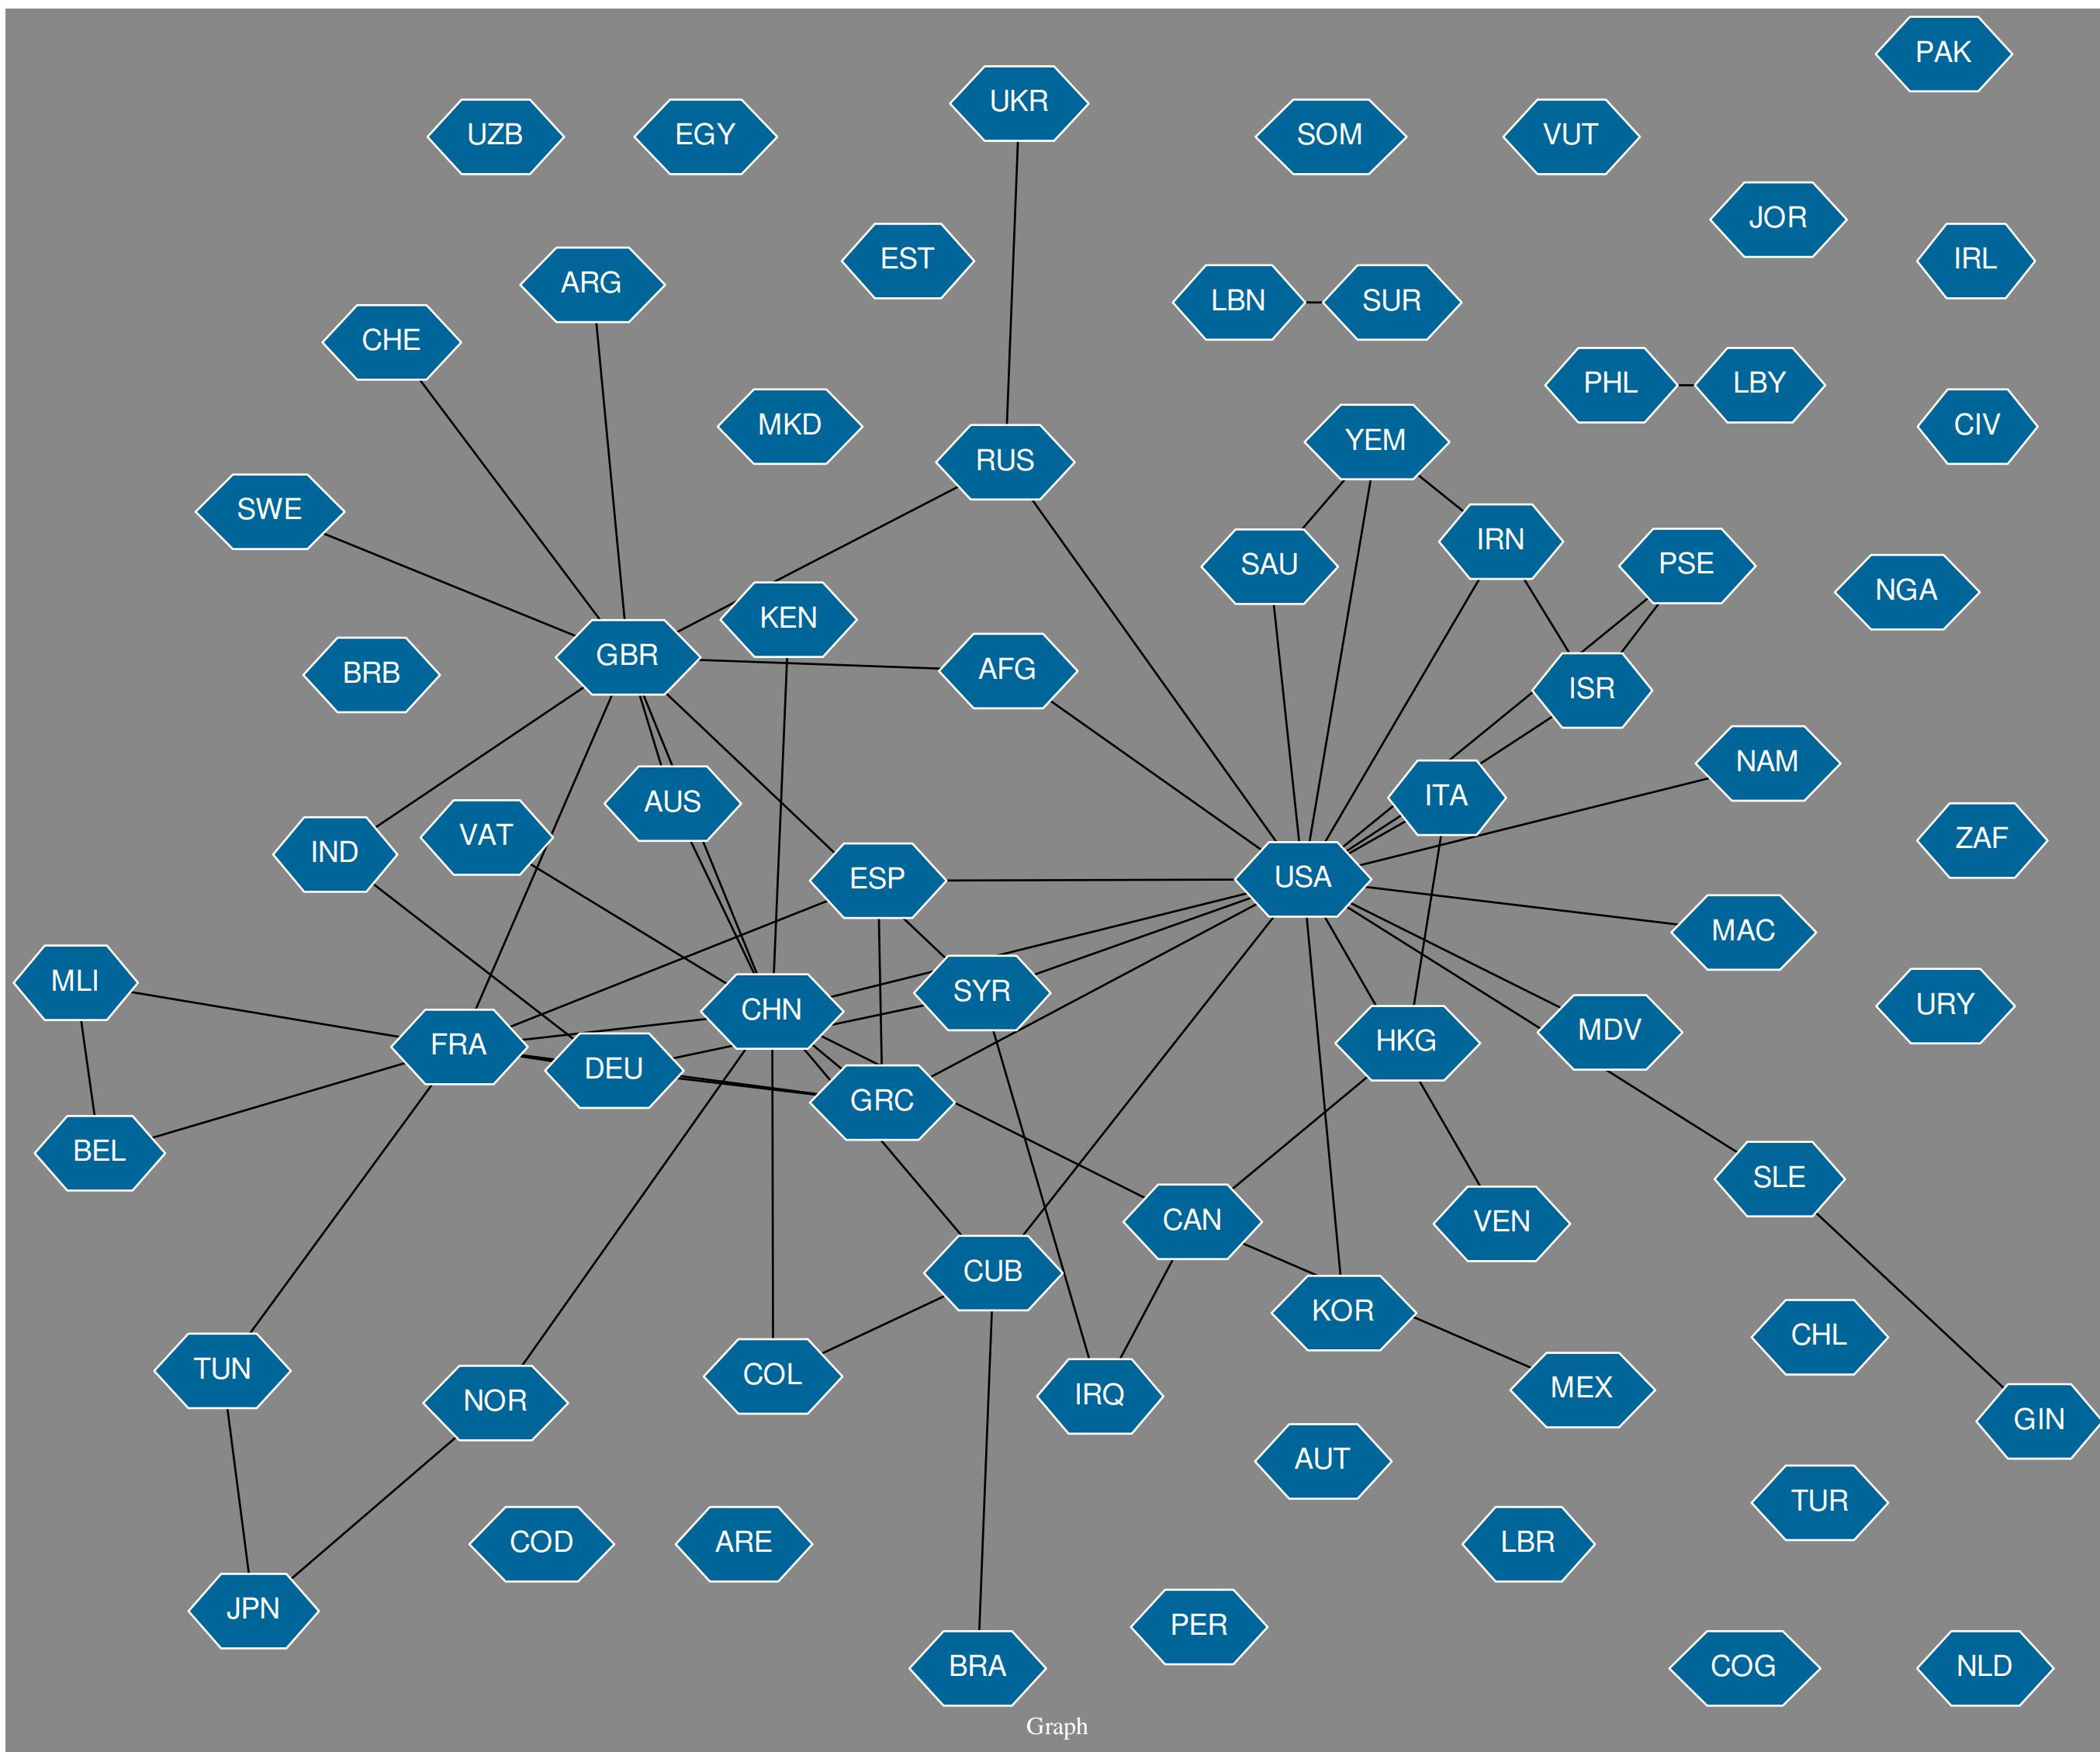 PAK
UKR
UZB
EGY
SOM
VUT
JOR
EST
IRL
ARG
LBN
SUR
CHE
PHL
LBY
MKD
CIV
YEM
RUS
SWE
IRN
SAU
PSE
NGA
KEN
GBR
AFG
BRB
ISR
NAM
ITA
AUS
VAT
IND
ZAF
ESP
USA
MAC
MLI
SYR
URY
CHN
MDV
HKG
FRA
DEU
GRC
BEL
SLE
CAN
VEN
CUB
KOR
CHL
TUN
COL
MEX
IRQ
NOR
GIN
AUT
TUR
COD
ARE
LBR
JPN
PER
BRA
COG
NLD
Graph